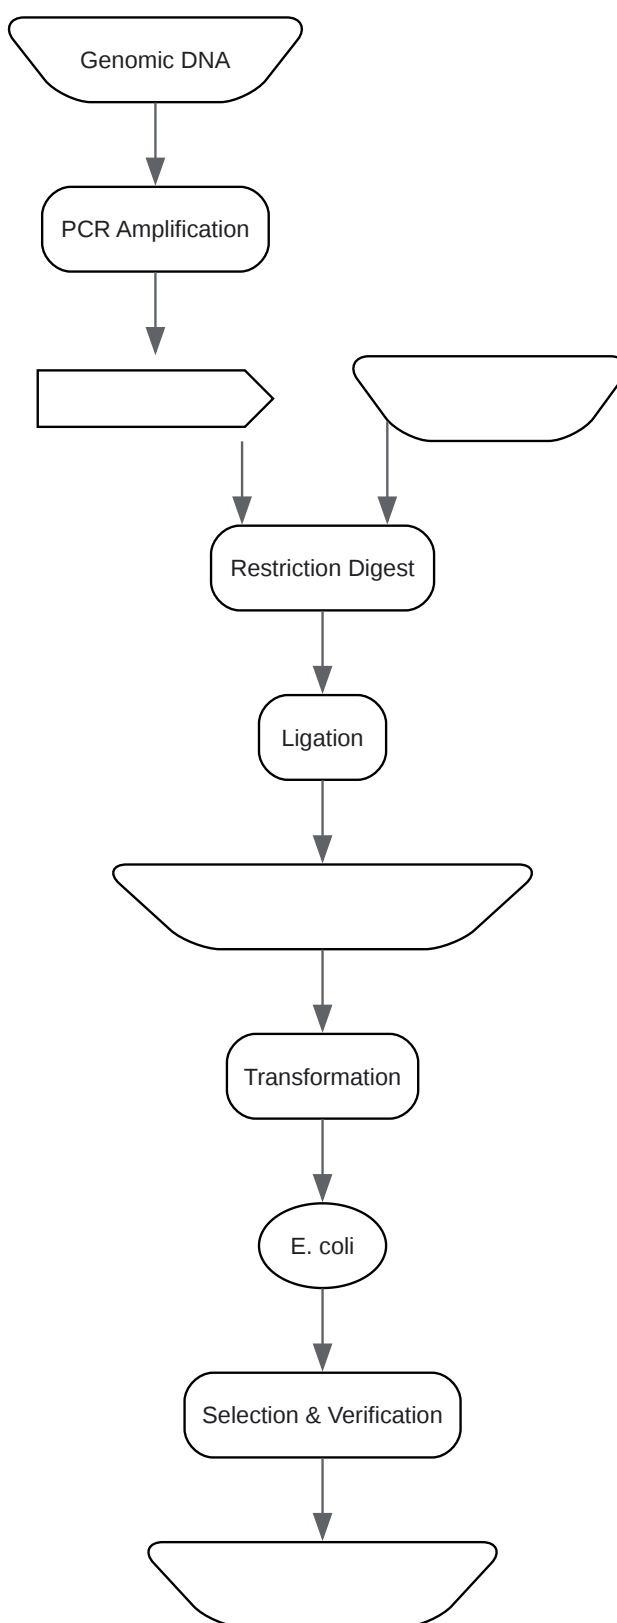 Genomic DNA
PCR Amplification
Restriction Digest
Ligation
Transformation
E. coli
Selection & Verification